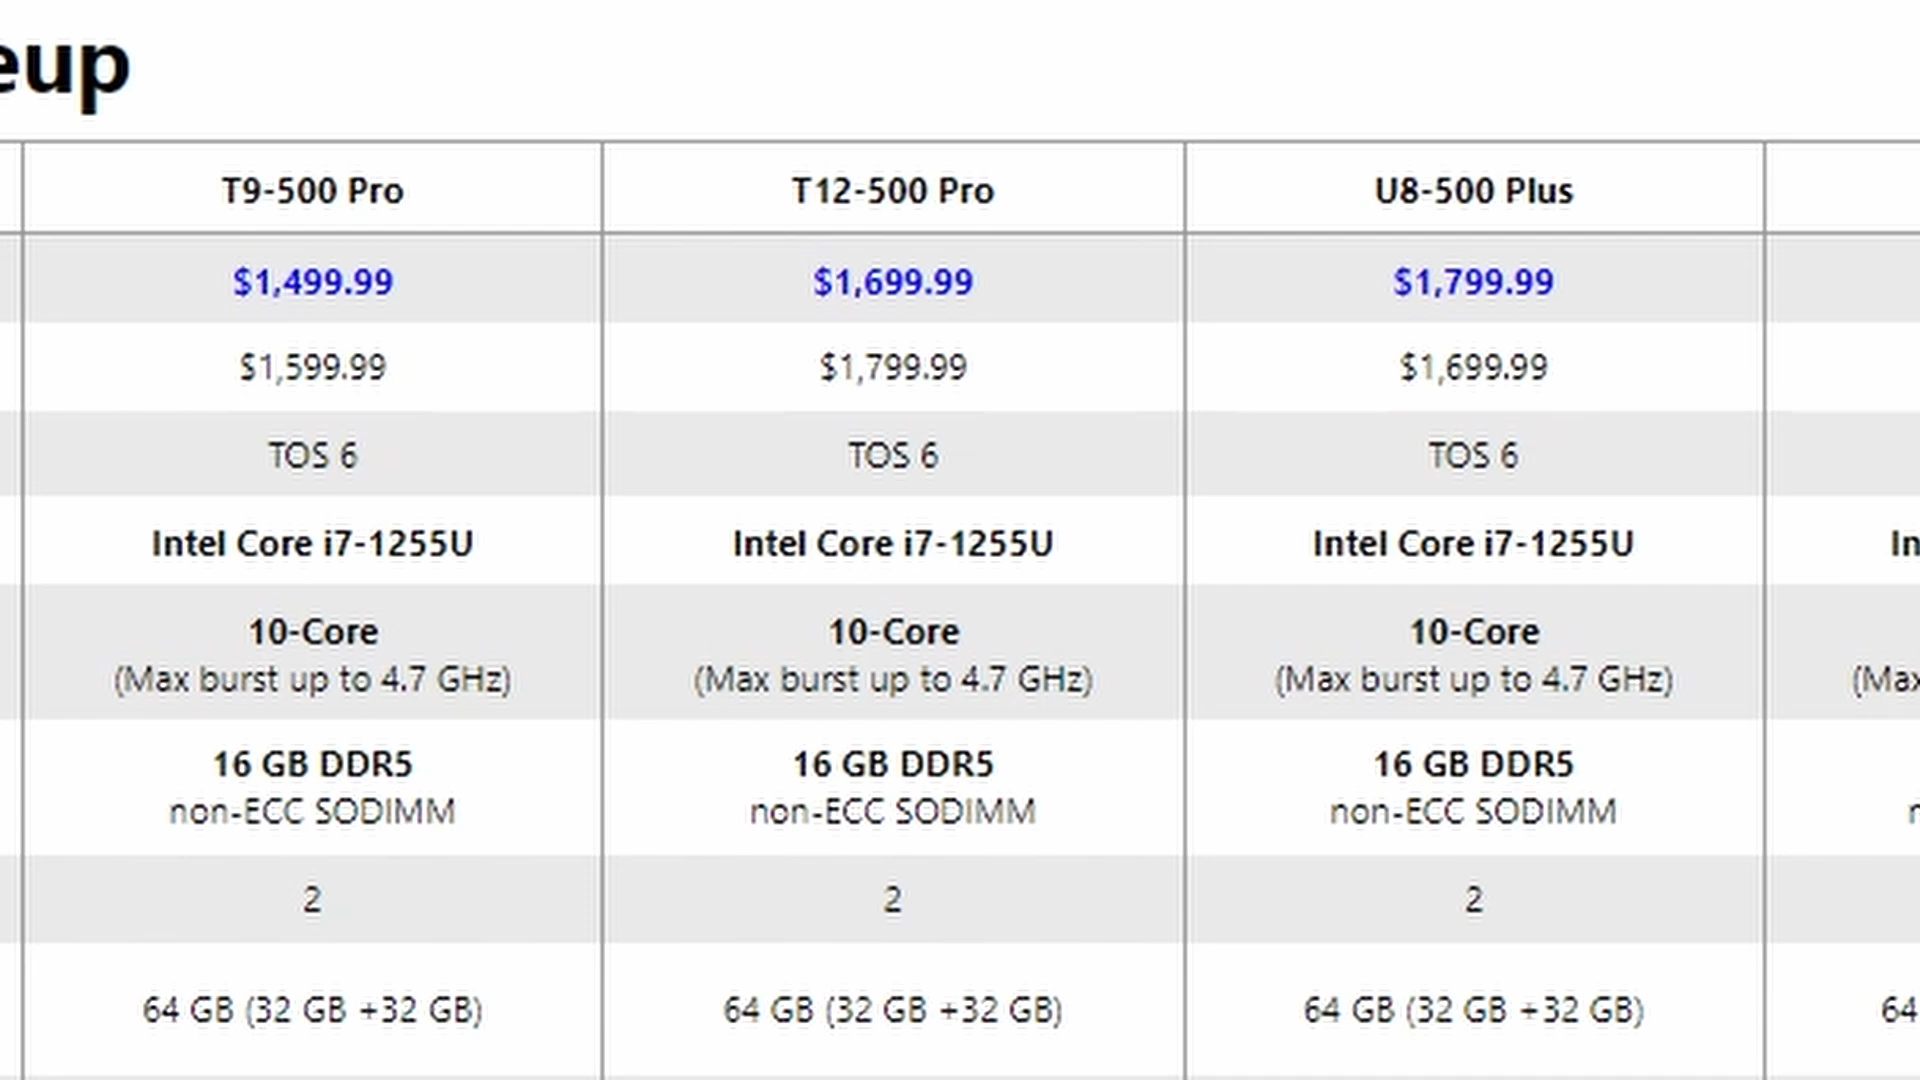 eup
T9-500 Pro T12-500 Pro U8-500 Plus
$1,499.99 $1,699.99 $1,799.99
$1,599.99 $1,799.99 $1,699.99
TOS 6 TOS 6 TOS 6
Intel Core i7-1255U Intel Core i7-1255U Intel Core i7-1255U In
10-Core 10-Core 10-Core
(Max burst up to 4.7 GHz) (Max burst up to 4.7 GHz) (Max burst up to 4.7 GHz) (Max
16 GB DDR5 16 GB DDR5 16 GB DDR5
non-ECC SODIMM non-ECC SODIMM non-ECC SODIMM
2 2 2
64 GB (32 GB +32 GB) 64 GB (32 GB +32 GB) 64 GB (32 GB +32 GB) 64